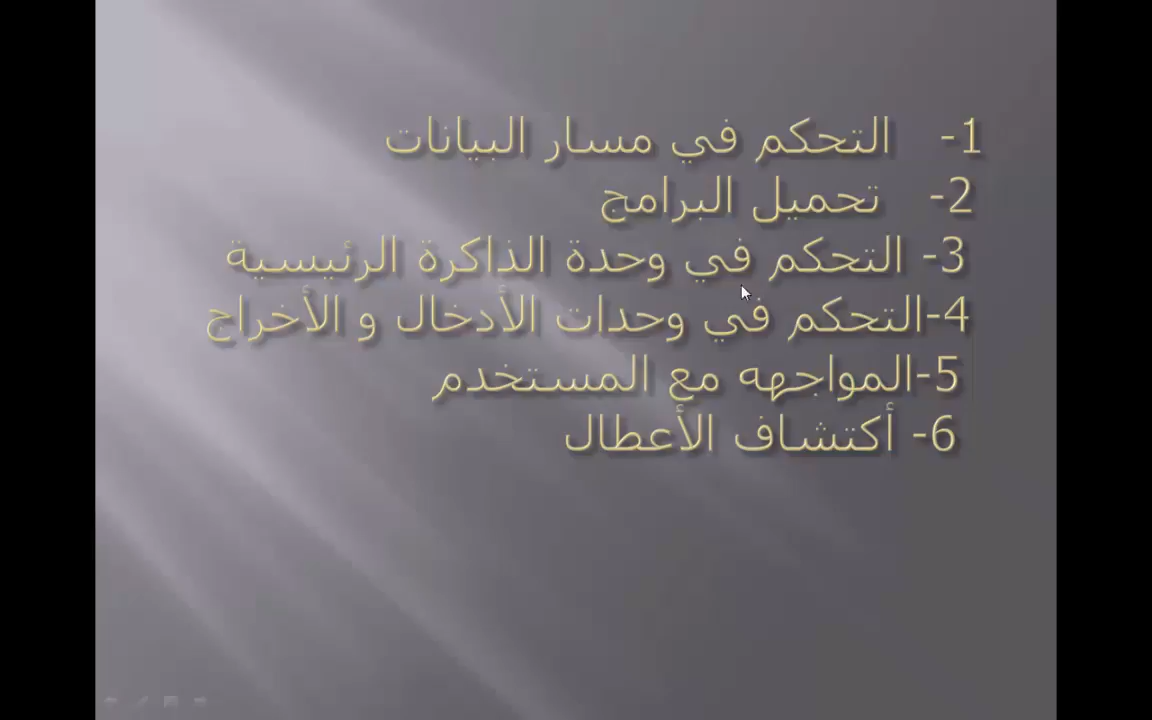 1- التحكم في مسار البيانات
2- تحميل البرامج
3- التحكم في وحدة الذاكرة الرئيسية
4-التحكم في وحدات الأدخال و الأخراج
5-المواجهه مع المستخدم
6- أكتشاف الأعطال